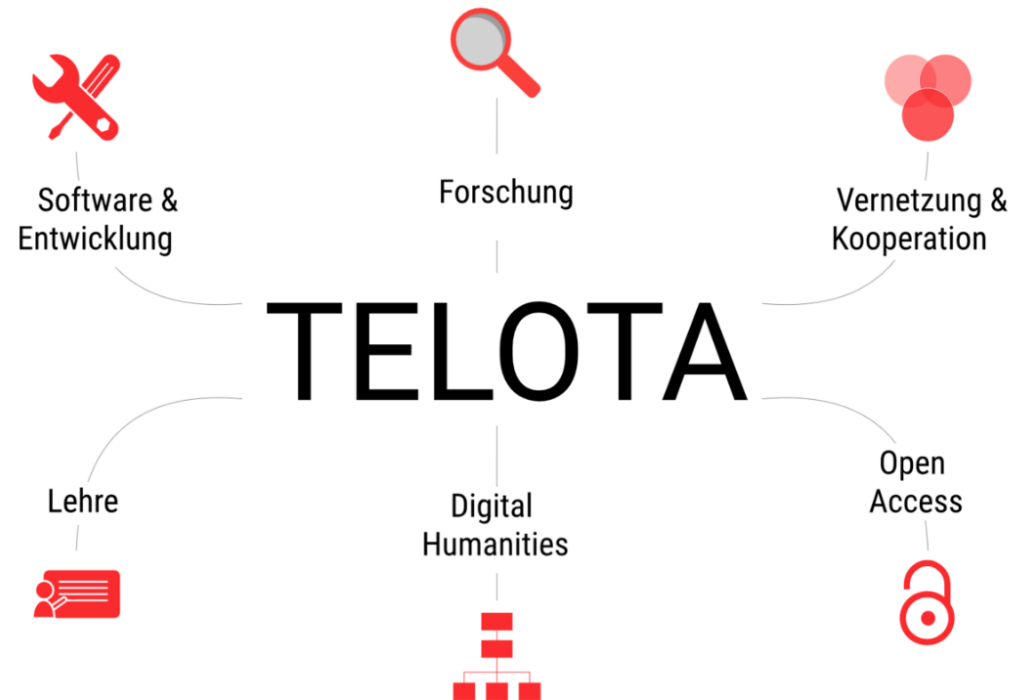 Forschung
Software &
Entwicklung
Vernetzung &
Kooperation
TELOTA
Lehre
Digital
Humanities
Open
Access